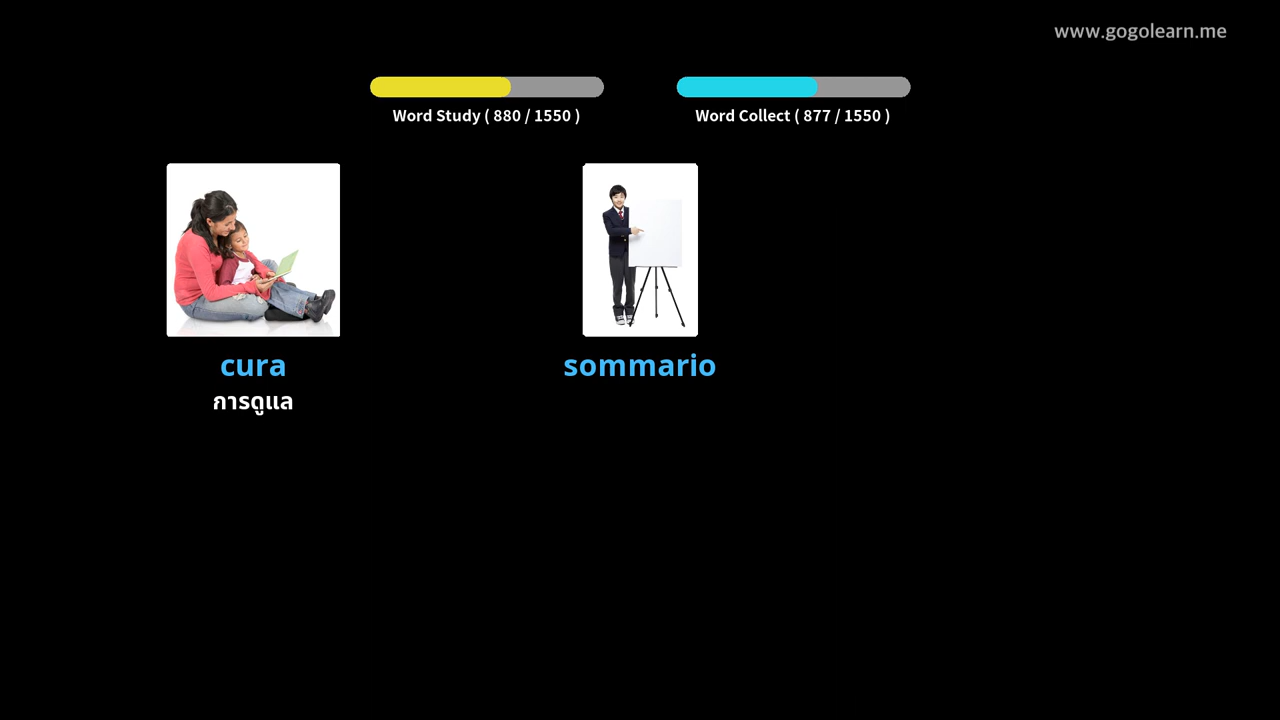 www.gogolearn.me
Word Study ( 880 / 1550 )
Word Collect ( 877 / 1550 )
cura
การดูแล
sommario